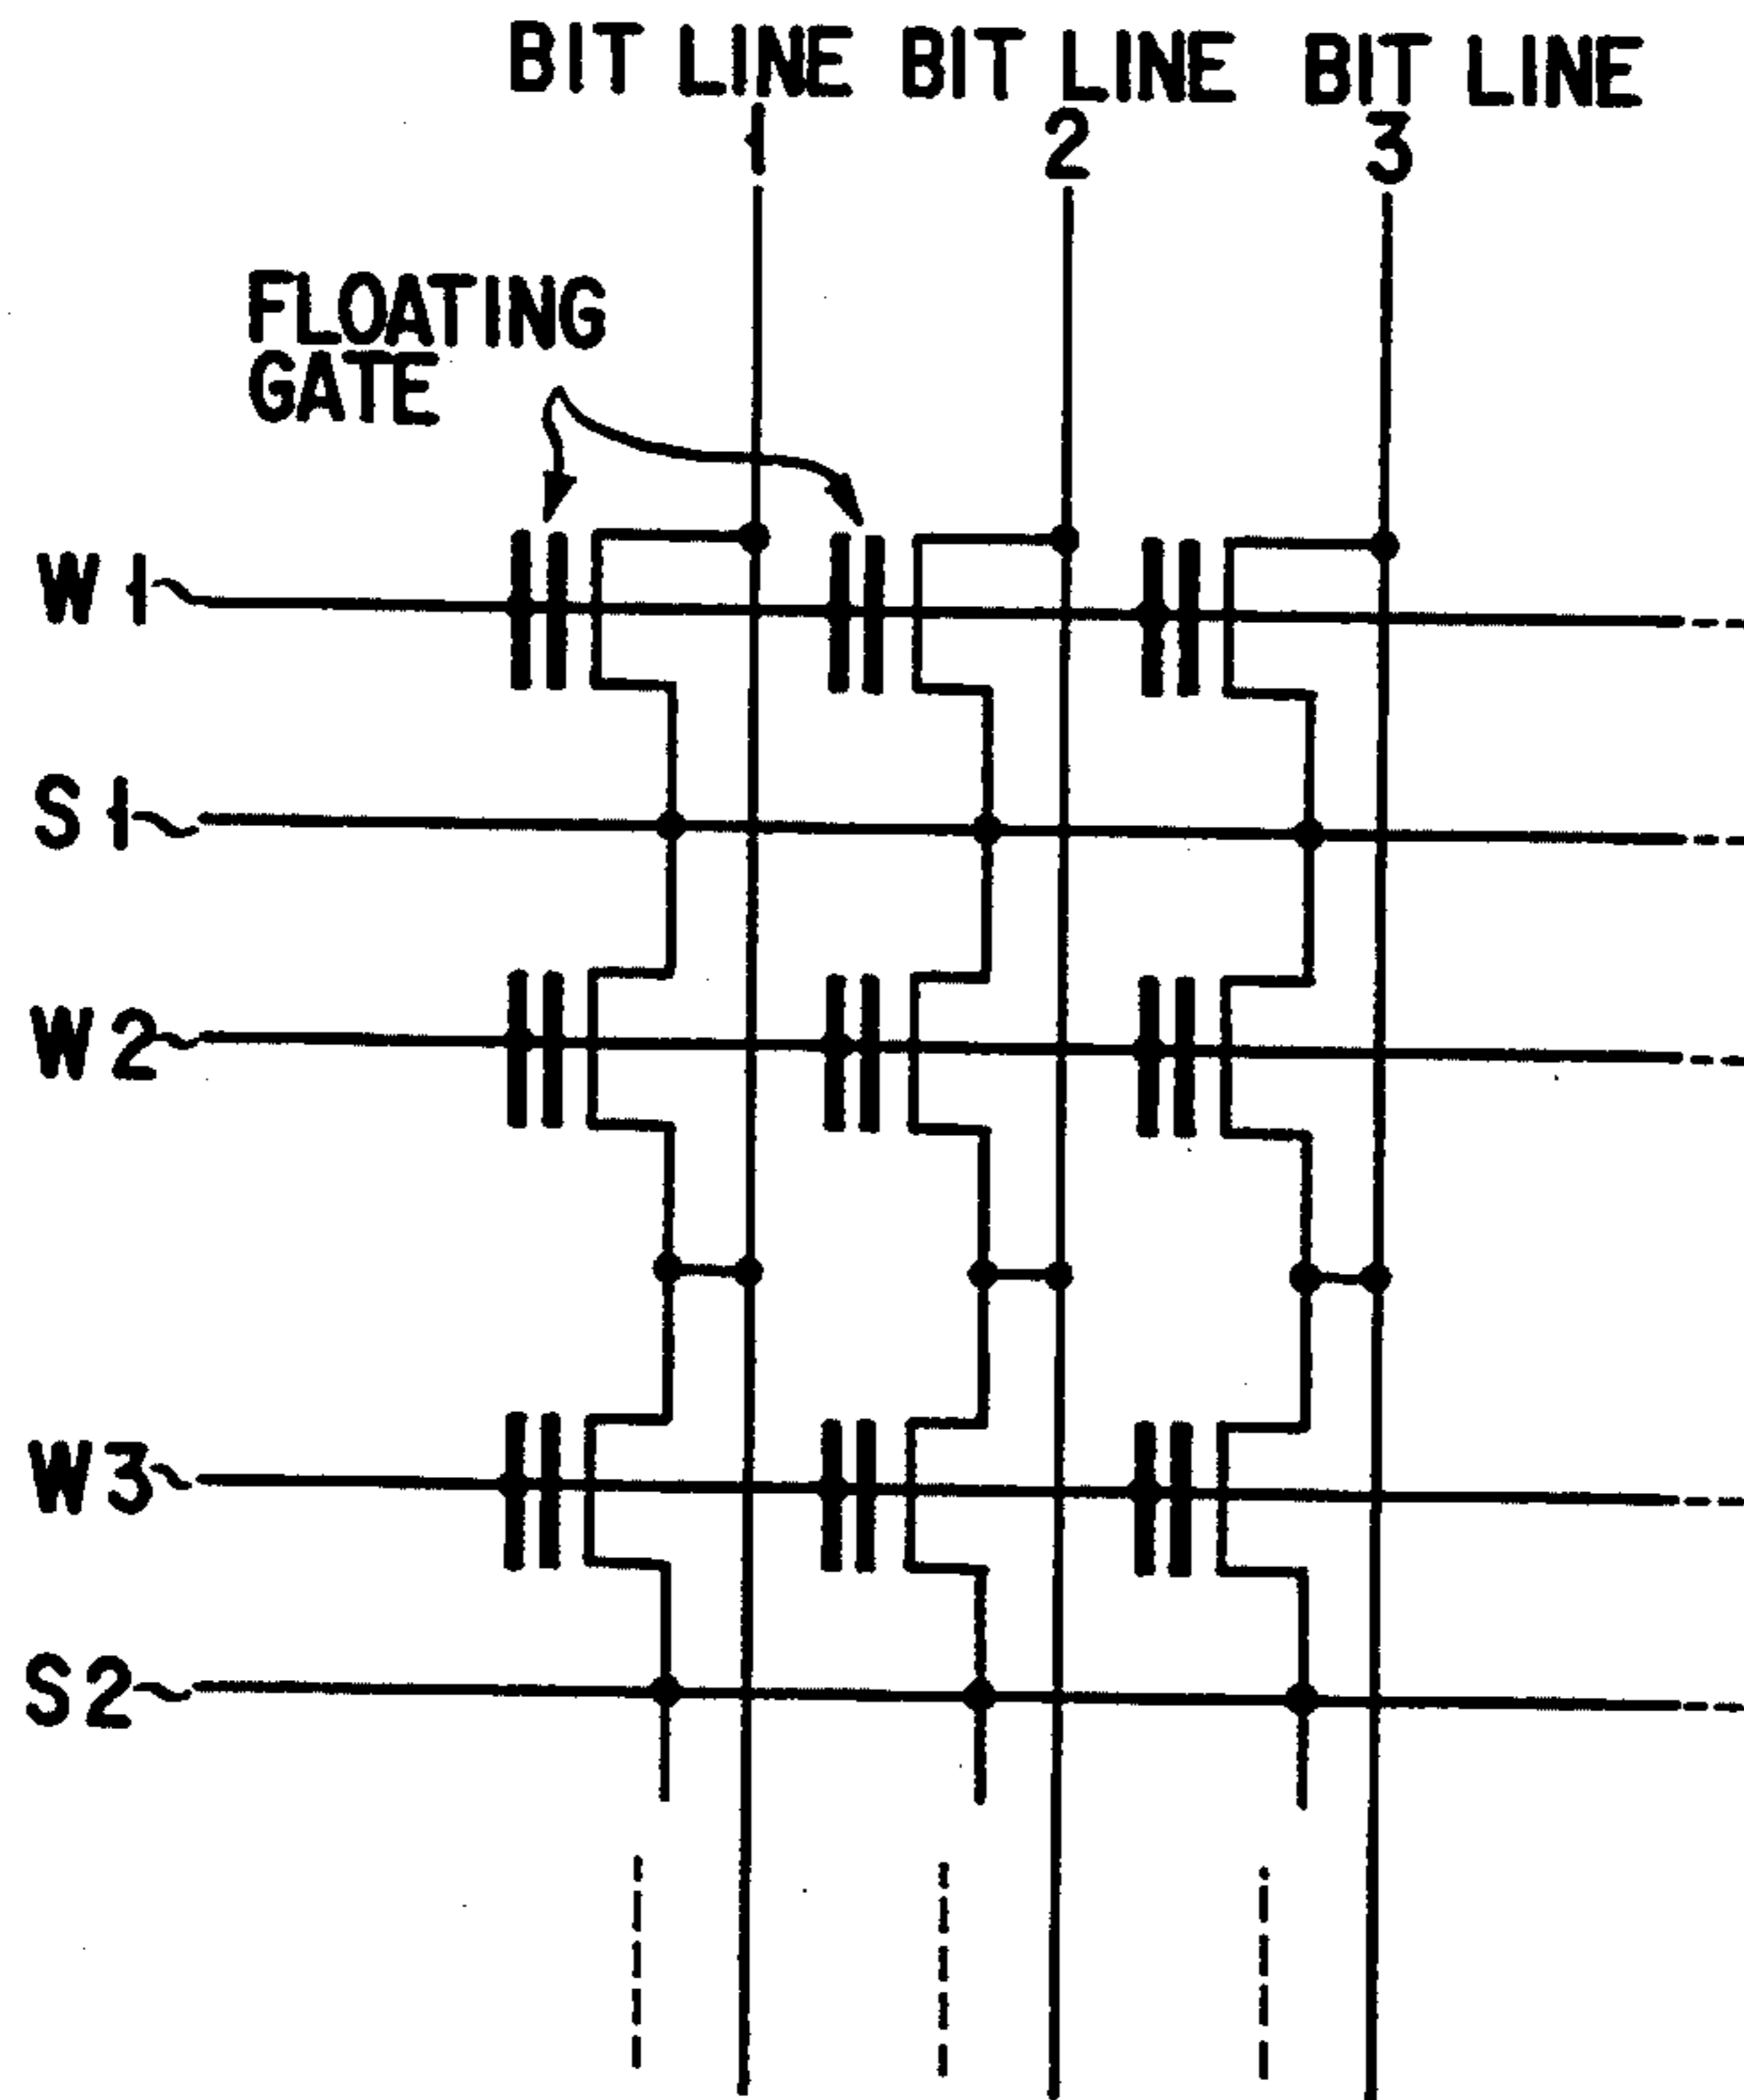 BIT LINE BIT LINE BIT LINE
1 2 3
FLOATING
GATE
W1
S1
W2
W3
S2